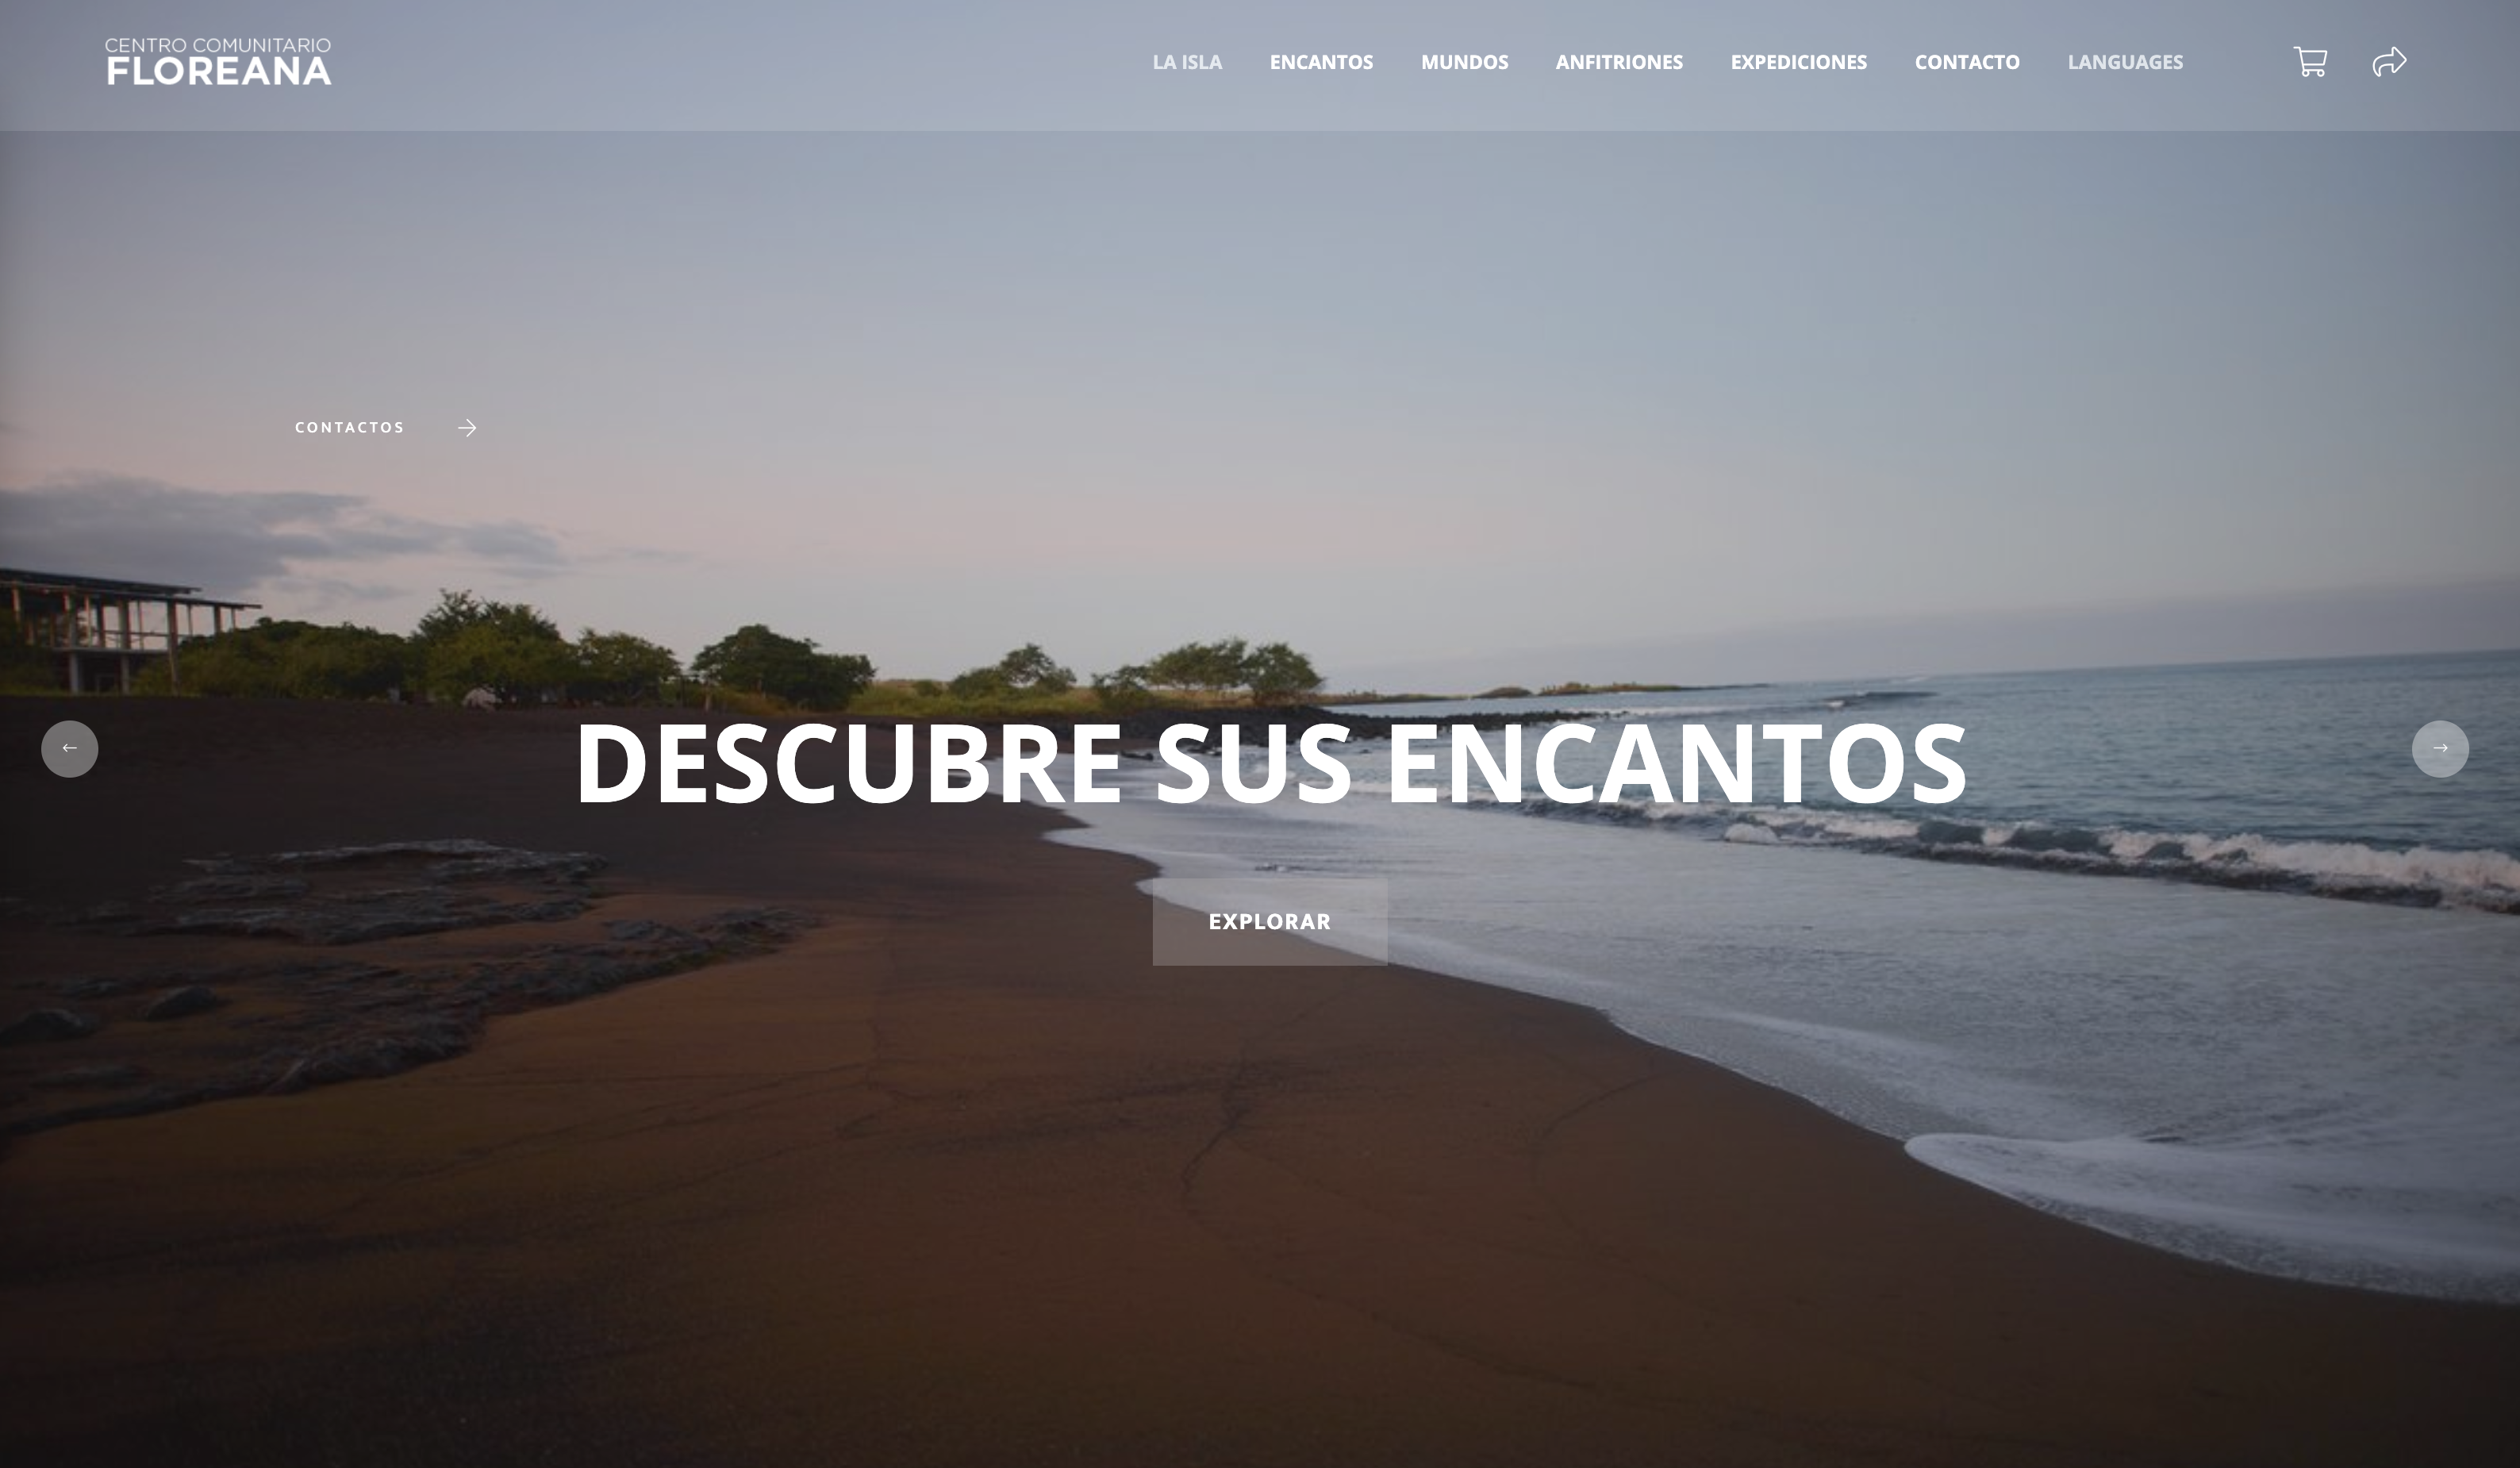 CENTRO COMUNITARIO
FLOREANA
LA ISLA ENCANTOS MUNDOS ANFITRIONES EXPEDICIONES CONTACTO LANGUAGES
CONTACTOS
DESCUBRE SUS ENCANTOS
EXPLORAR